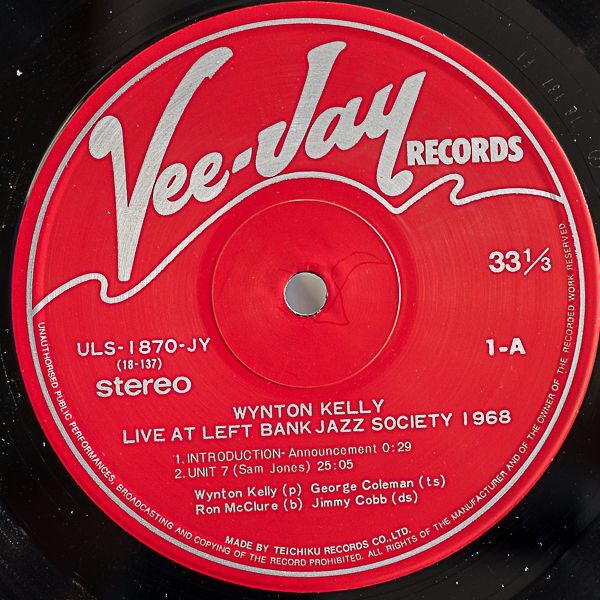 Vee-Jay
RECORDS
33 1/3
ULS-1870-JY
(18-137)
stereo
1-A
WYNTON KELLY
LIVE AT LEFT BANK JAZZ SOCIETY 1968
1. INTRODUCTION-Announcement 0:29
2. UNIT 7 (Sam Jones) 25:05
Wynton Kelly (p) George Coleman (ts)
Ron McClure (b) Jimmy Cobb (ds)
MADE BY TEICHIKU RECORDS CO., LTD.
UNAUTHORISED PUBLIC PERFORMANCES, BROADCASTING AND COPYING OF THE RECORD PROHIBITED. ALL RIGHTS OF THE MANUFACTURER AND OF THE OWNER OF THE RECORDED WORK RESERVED